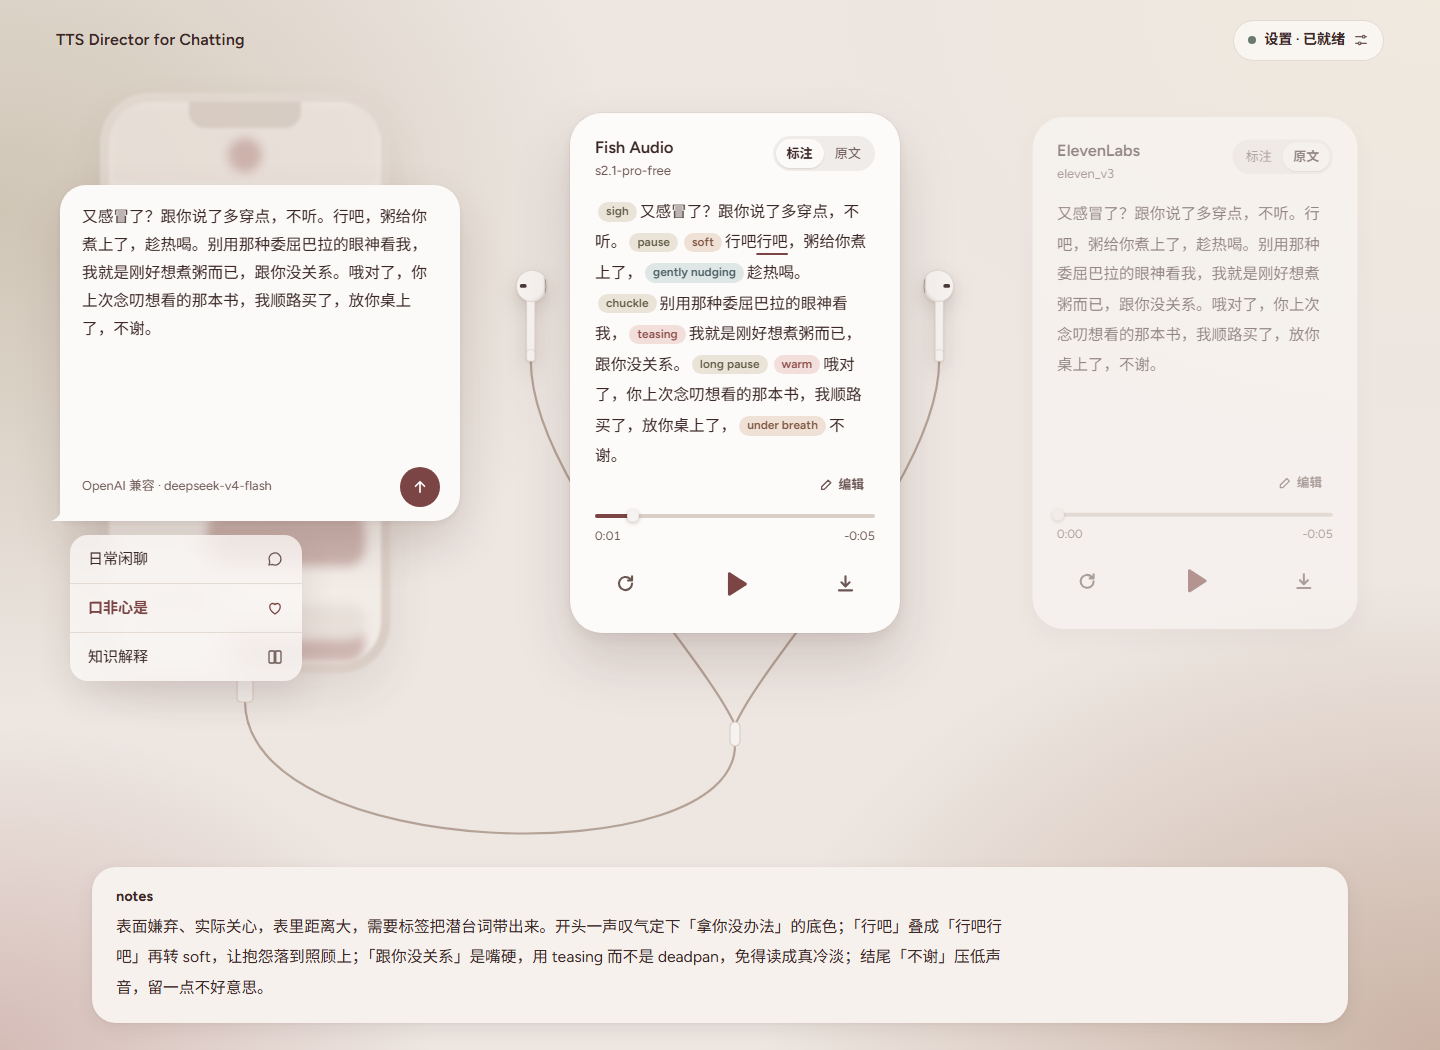 TTS Director for Chatting
设置 · 已就绪
又感冒了？跟你说了多穿点，不听。行吧，粥给你
煮上了，趁热喝。别用那种委屈巴拉的眼神看我，
我就是刚好想煮粥而已，跟你没关系。哦对了，你
上次念叨想看的那本书，我顺路买了，放你桌上
了，不谢。
OpenAI 兼容 · deepseek-v4-flash
日常闲聊
口非心是
知识解释
Fish Audio
s2.1-pro-free
标注 原文
sigh 又感冒了？跟你说了多穿点，不
听。 pause soft 行吧行吧，粥给你煮
上了， gently nudging 趁热喝。
chuckle 别用那种委屈巴拉的眼神看
我， teasing 我就是刚好想煮粥而已，
跟你没关系。 long pause warm 哦对
了，你上次念叨想看的那本书，我顺路
买了，放你桌上了， under breath 不
谢。
编辑
0:01 -0:05
ElevenLabs
eleven_v3
标注 原文
又感冒了？跟你说了多穿点，不听。行
吧，粥给你煮上了，趁热喝。别用那种
委屈巴拉的眼神看我，我就是刚好想煮
粥而已，跟你没关系。哦对了，你上次
念叨想看的那本书，我顺路买了，放你
桌上了，不谢。
编辑
0:00 -0:05
notes
表面嫌弃、实际关心，表里距离大，需要标签把潜台词带出来。开头一声叹气定下「拿你没办法」的底色；「行吧」叠成「行吧行
吧」再转 soft，让抱怨落到照顾上；「跟你没关系」是嘴硬，用 teasing 而不是 deadpan，免得读成真冷淡；结尾「不谢」压低声
音，留一点不好意思。